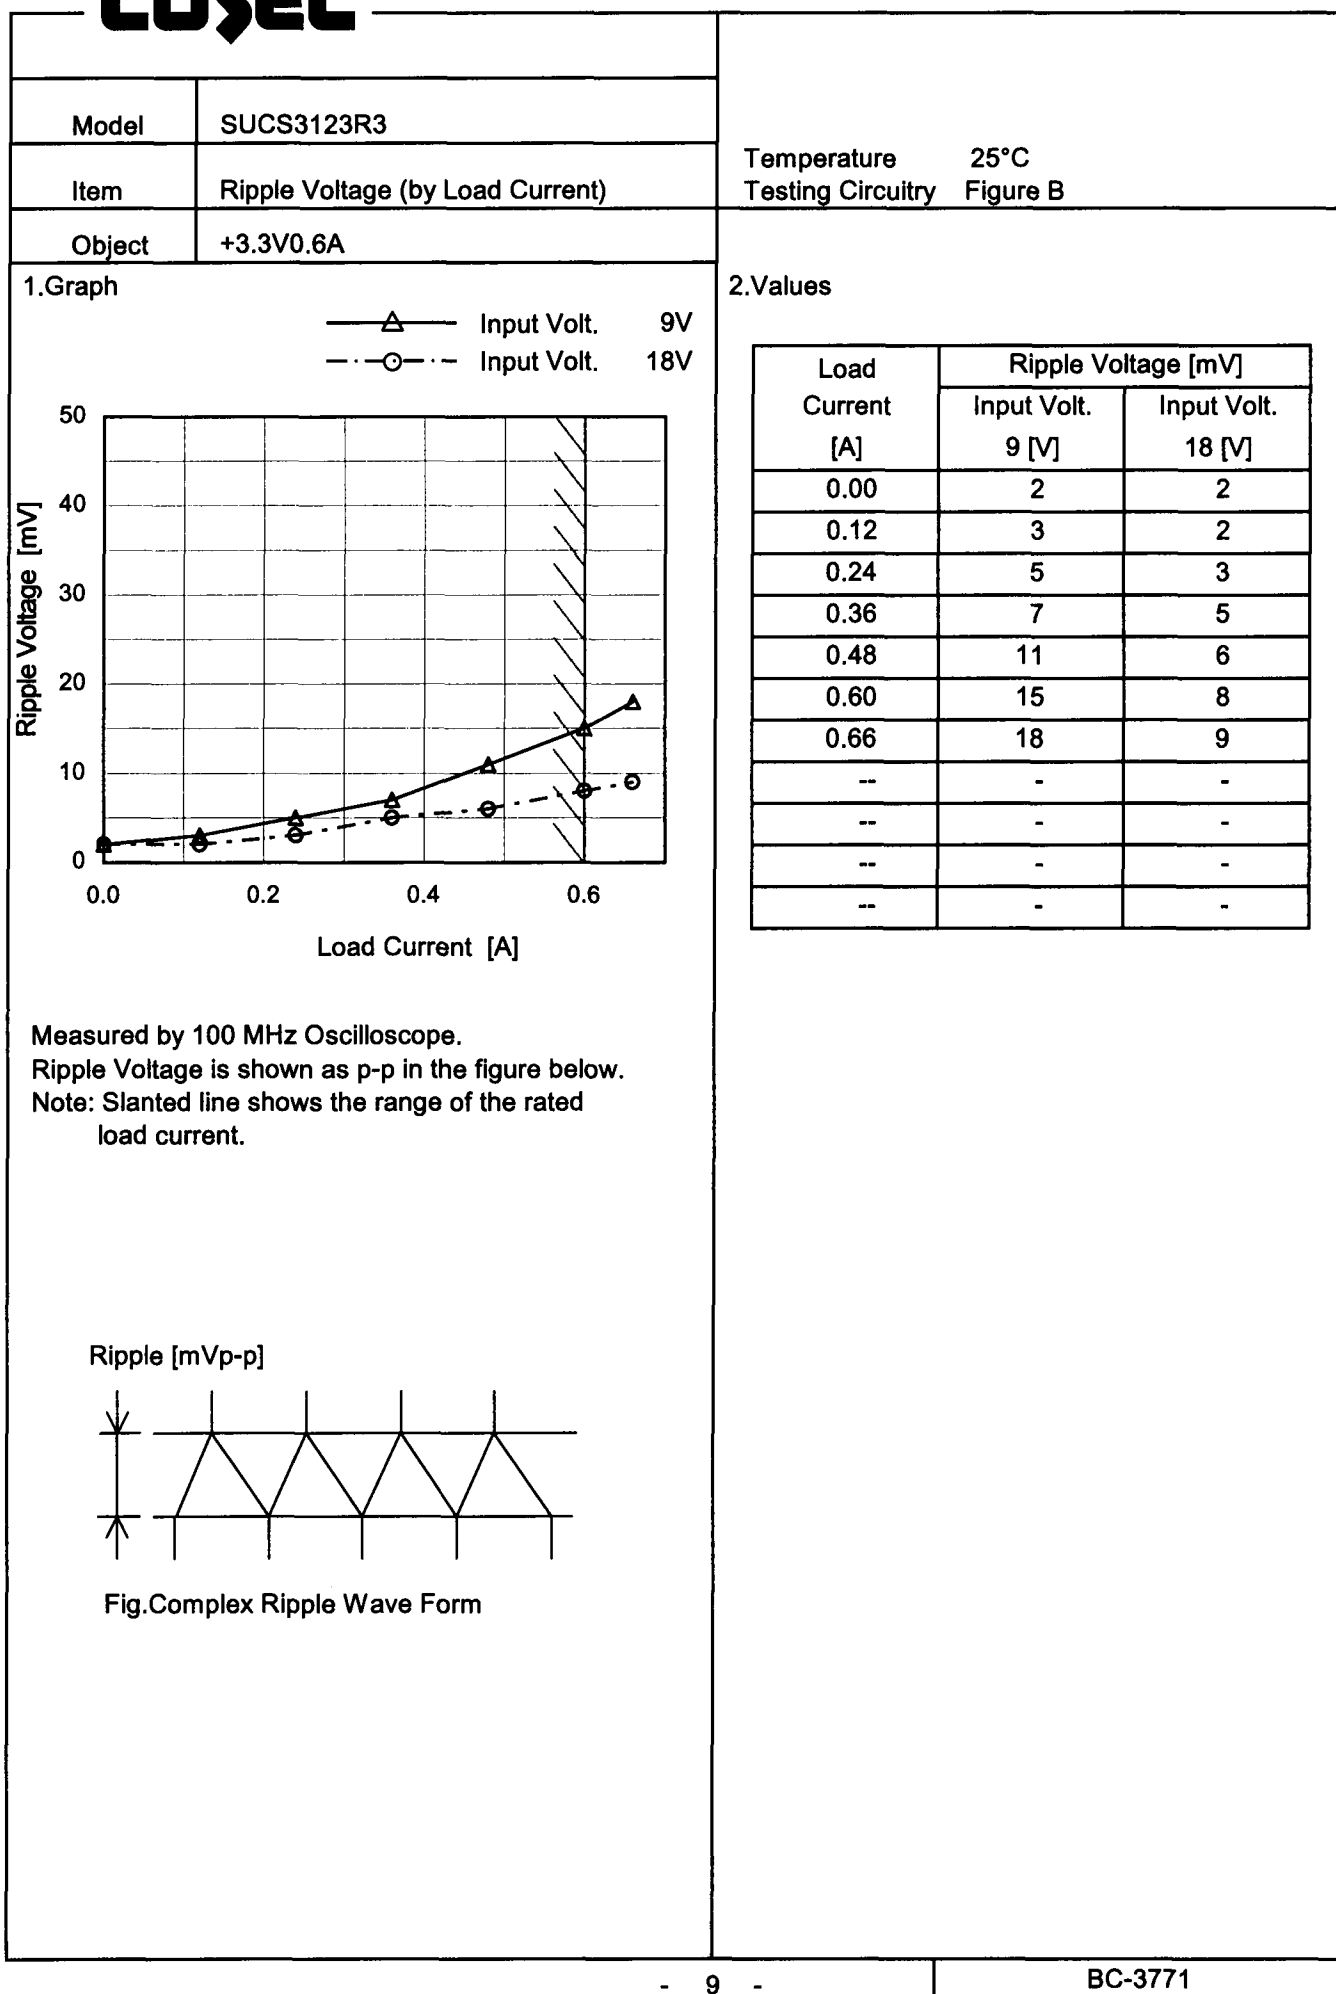 COSEL
Model SUCS3123R3
Item Ripple Voltage (by Load Current)
Object +3.3V0.6A
Temperature 25°C
Testing Circuitry Figure B
1.Graph
Input Volt. 9V
Input Volt. 18V
50
40
30
20
10
0
Ripple Voltage [mV]
0.0 0.2 0.4 0.6
Load Current [A]
Measured by 100 MHz Oscilloscope.
Ripple Voltage is shown as p-p in the figure below.
Note: Slanted line shows the range of the rated
load current.
Ripple [mVp-p]
Fig.Complex Ripple Wave Form
2.Values
Load Ripple Voltage [mV]
Current Input Volt. Input Volt.
[A] 9 [V] 18 [V]
0.00 2 2
0.12 3 2
0.24 5 3
0.36 7 5
0.48 11 6
0.60 15 8
0.66 18 9
-- - -
-- - -
-- - -
-- - -
- 9 -
BC-3771